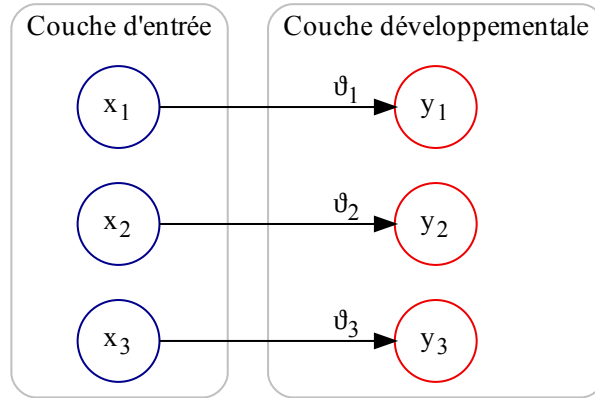 Couche d'entrée
Couche développementale
x1
ϑ1
y1
x2
ϑ2
y2
x3
ϑ3
y3